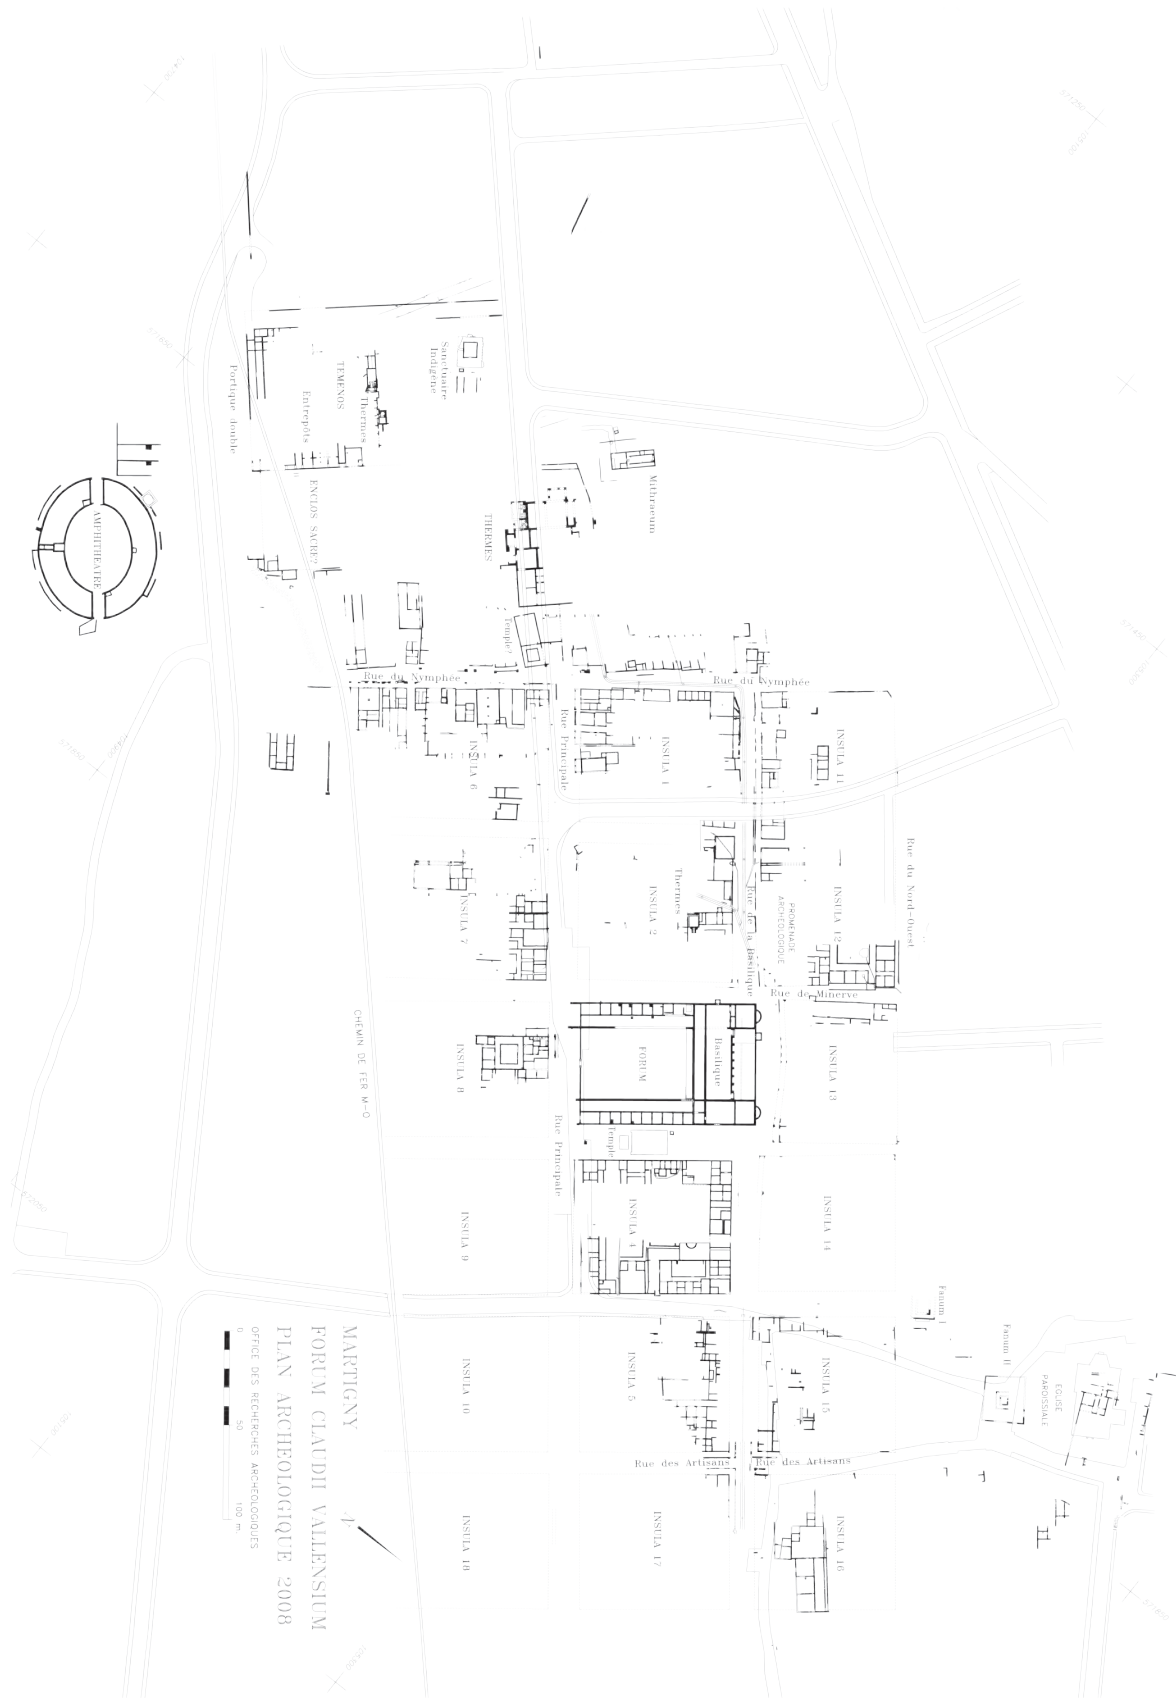 MARTIGNY
FORUM CLAUDII VALLENSIUM
PLAN ARCHEOLOGIQUE 2008
OFFICE DES RECHERCHES ARCHEOLOGIQUES
0
50
100 m
AMPHITHEATRE
Portique double
TEMENOS
Thermes
Entrepôts
Sanctuaire
Indigène
ENCLOS SACRE?
THERMES
Mithraeum
Temple?
Rue du Nymphée
Rue du Nymphée
INSULA 6
Rue Principale
INSULA 1
INSULA 11
Rue du Nord-Ouest
INSULA 7
INSULA 2
Thermes
Rue de la Basilique
PROMENADE
ARCHEOLOGIQUE
INSULA 12
Rue de Minerve
CHEMIN DE FER M-O
INSULA 8
FORUM
Basilique
INSULA 13
Rue Principale
Temple
INSULA 9
INSULA 4
INSULA 14
Fanum I
Fanum II
EGLISE
PAROISSIALE
INSULA 10
INSULA 5
INSULA 15
Rue des Artisans
Rue des Artisans
INSULA 18
INSULA 17
INSULA 16